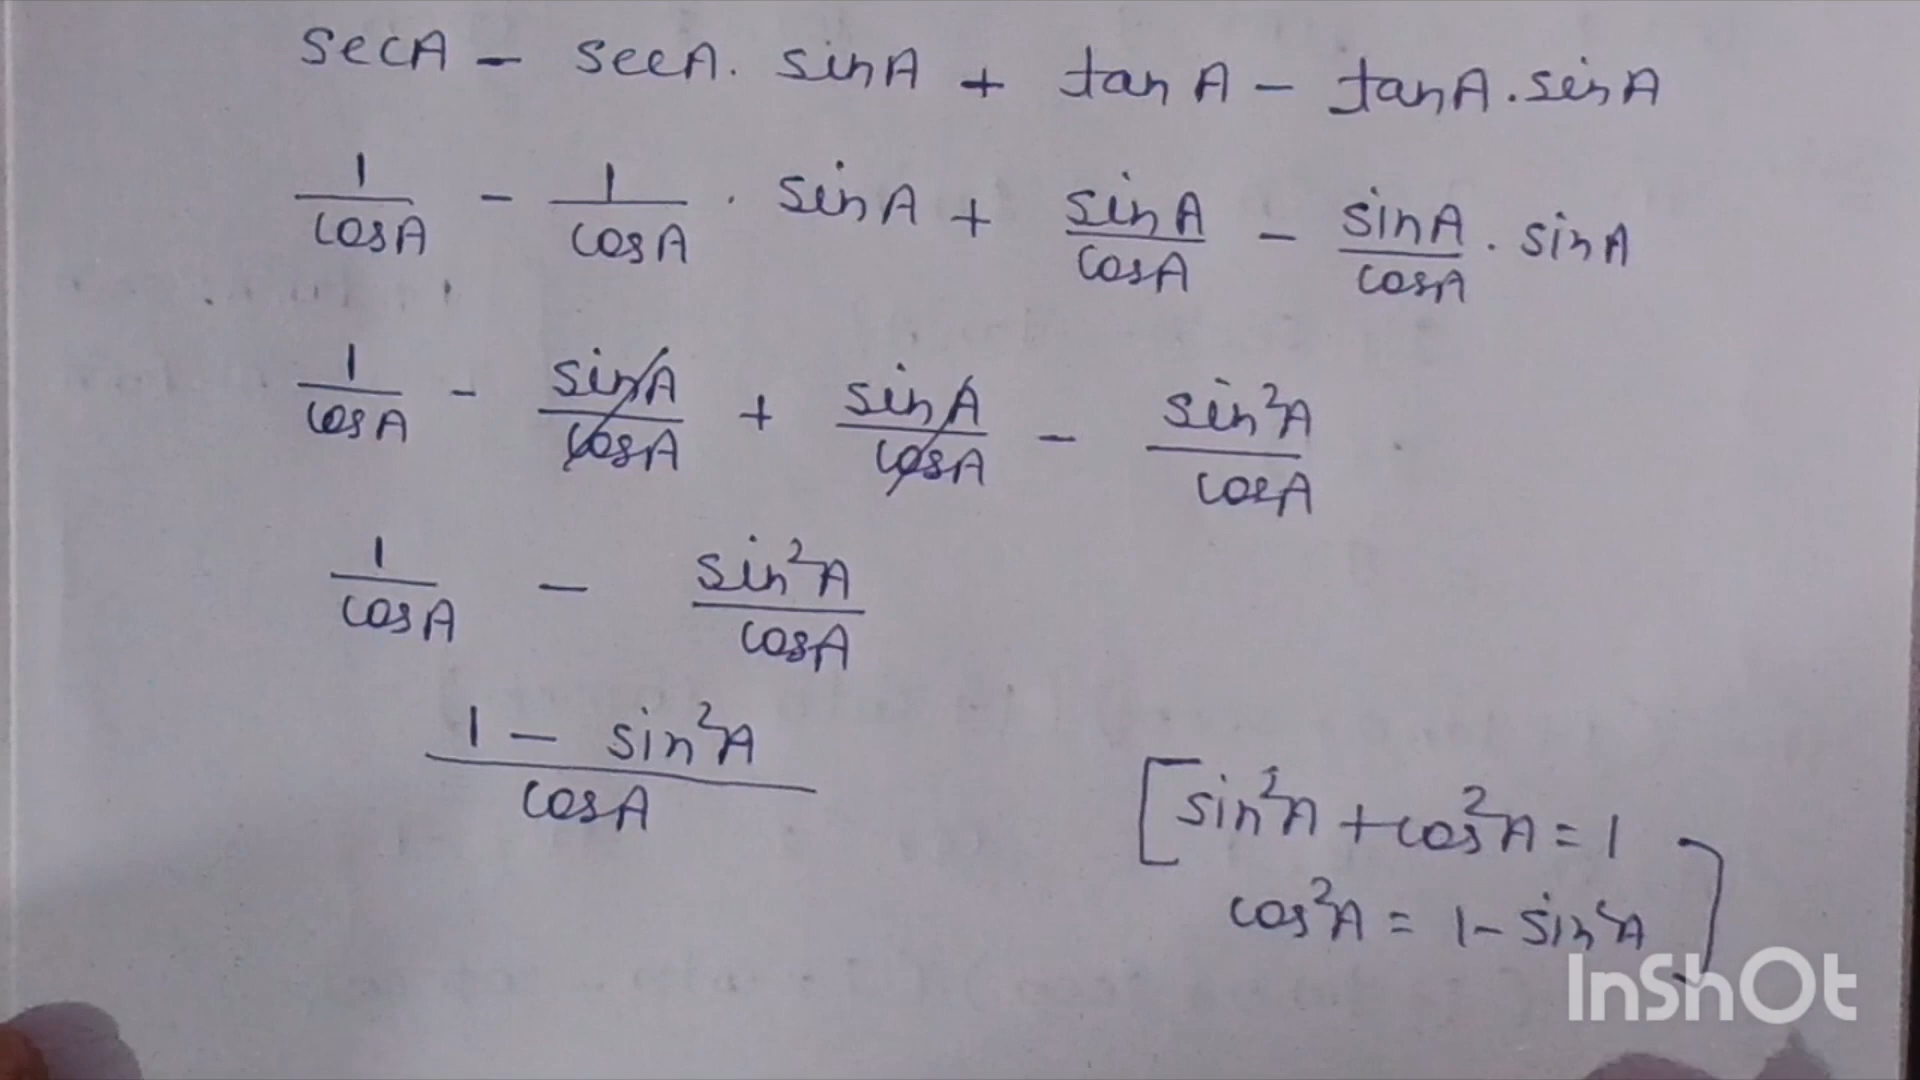 secA - secA. sinA + tanA - tanA.sinA
1/cosA - 1/cosA . sinA + sinA/cosA - sinA/cosA . sinA
1/cosA - sinA/cosA + sinA/cosA - sin²A/cosA
1/cosA - sin²A/cosA
1 - sin²A/cosA
[sin²A + cos²A = 1
cos²A = 1 - sin²A]
InShOt